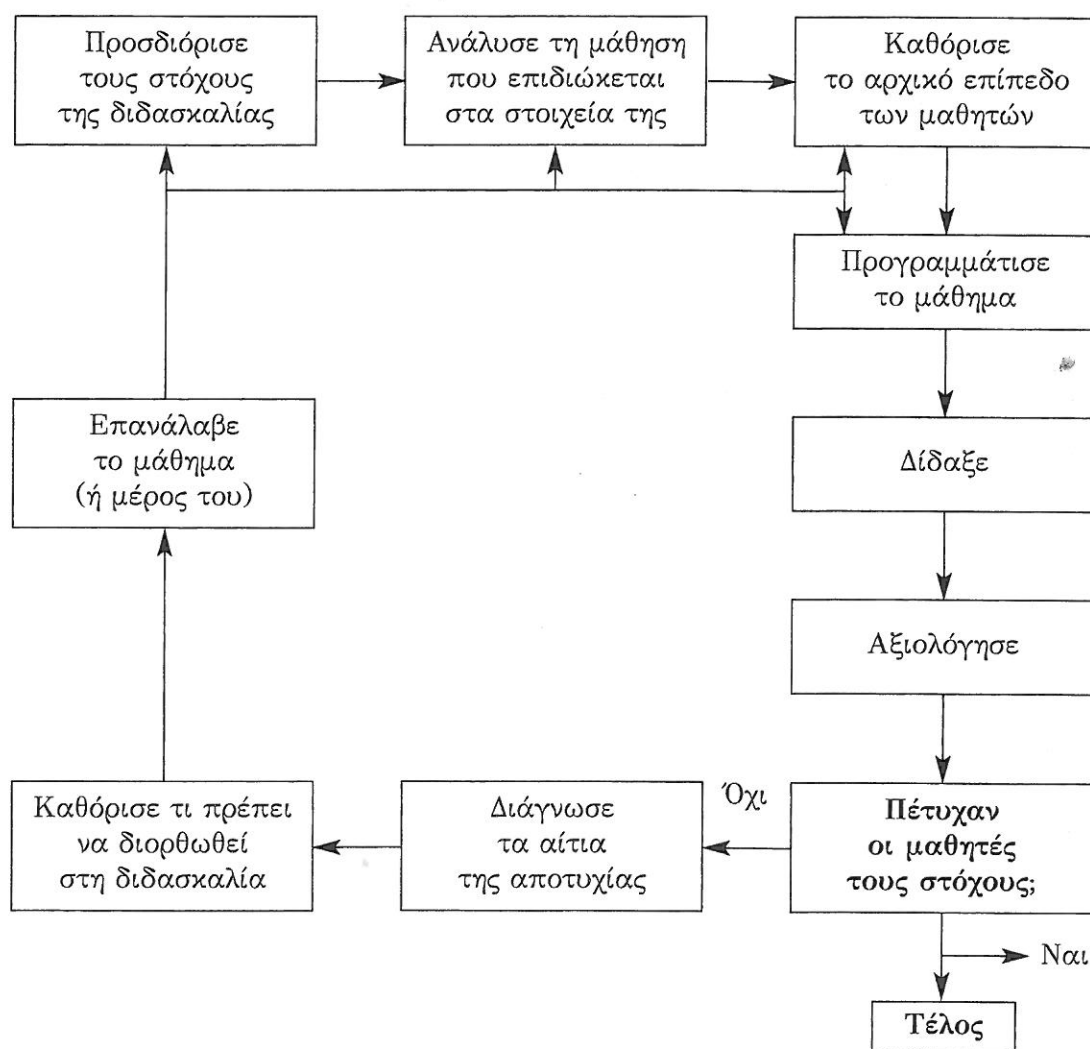 Προσδιόρισε
τους στόχους
της διδασκαλίας
Ανάλυσε τη μάθηση
που επιδιώκεται
στα στοιχεία της
Καθόρισε
το αρχικό επίπεδο
των μαθητών
Προγραμμάτισε
το μάθημα
Δίδαξε
Αξιολόγησε
Πέτυχαν
οι μαθητές
τους στόχους;
Όχι
Διάγνωσε
τα αίτια
της αποτυχίας
Καθόρισε τι πρέπει
να διορθωθεί
στη διδασκαλία
Επανάλαβε
το μάθημα
(ή μέρος του)
Ναι
Τέλος